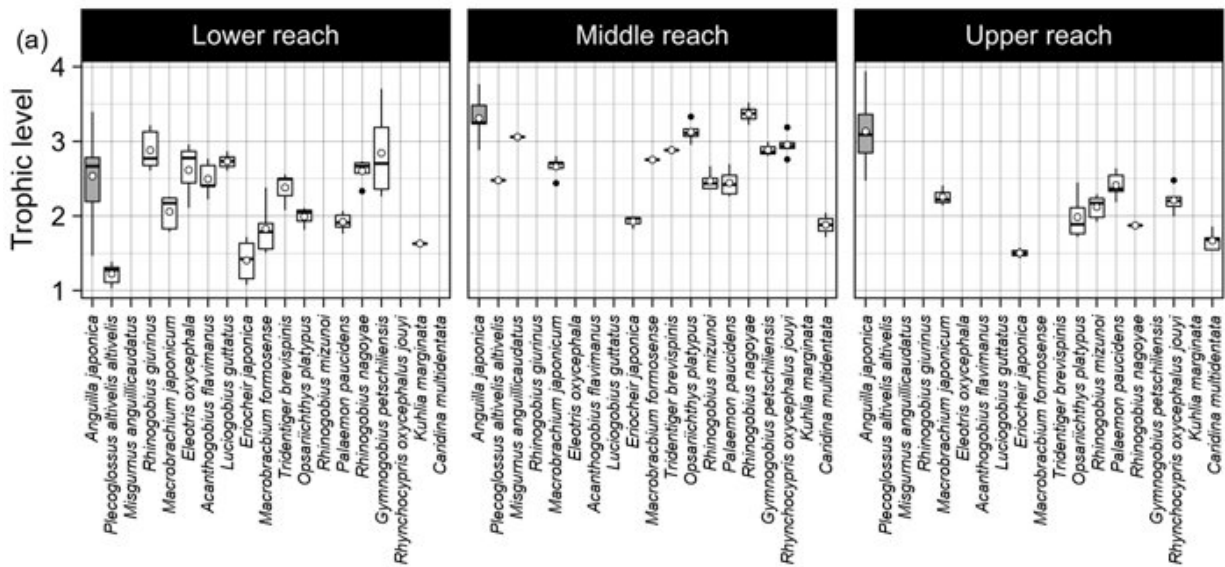 (a)
Lower reach
Middle reach
Upper reach
Trophic level
4
3
2
1
Anguilla japonica
Plecoglossus altivelis altivelis
Misgurnus anguillicaudatus
Rhinogobius giurinus
Macrobrachium japonicum
Eleotris oxycephala
Acanthogobius flavimanus
Luciogobius guttatus
Eriocheir japonica
Macrobracbium formosense
Tridentiger brevispinis
Opsariichthys platypus
Rhinogobius mizunoi
Palaemon paucidens
Rhinogobius nagoyae
Gymnogobius petschiliensis
Rhynchocypris oxycephalus jouyi
Kuhlia marginata
Caridina multidentata
Anguilla japonica
Plecoglossus altivelis altivelis
Misgurnus anguillicaudatus
Rhinogobius giurinus
Macrobrachium japonicum
Eleotris oxycephala
Acanthogobius flavimanus
Luciogobius guttatus
Eriocheir japonica
Macrobracbium formosense
Tridentiger brevispinis
Opsariichthys platypus
Rhinogobius mizunoi
Palaemon paucidens
Rhinogobius nagoyae
Gymnogobius petschiliensis
Rhynchocypris oxycephalus jouyi
Kuhlia marginata
Caridina multidentata
Anguilla japonica
Plecoglossus altivelis altivelis
Misgurnus anguillicaudatus
Rhinogobius giurinus
Macrobrachium japonicum
Eleotris oxycephala
Acanthogobius flavimanus
Luciogobius guttatus
Eriocheir japonica
Macrobracbium formosense
Tridentiger brevispinis
Opsariichthys platypus
Rhinogobius mizunoi
Palaemon paucidens
Rhinogobius nagoyae
Gymnogobius petschiliensis
Rhynchocypris oxycephalus jouyi
Kuhlia marginata
Caridina multidentata